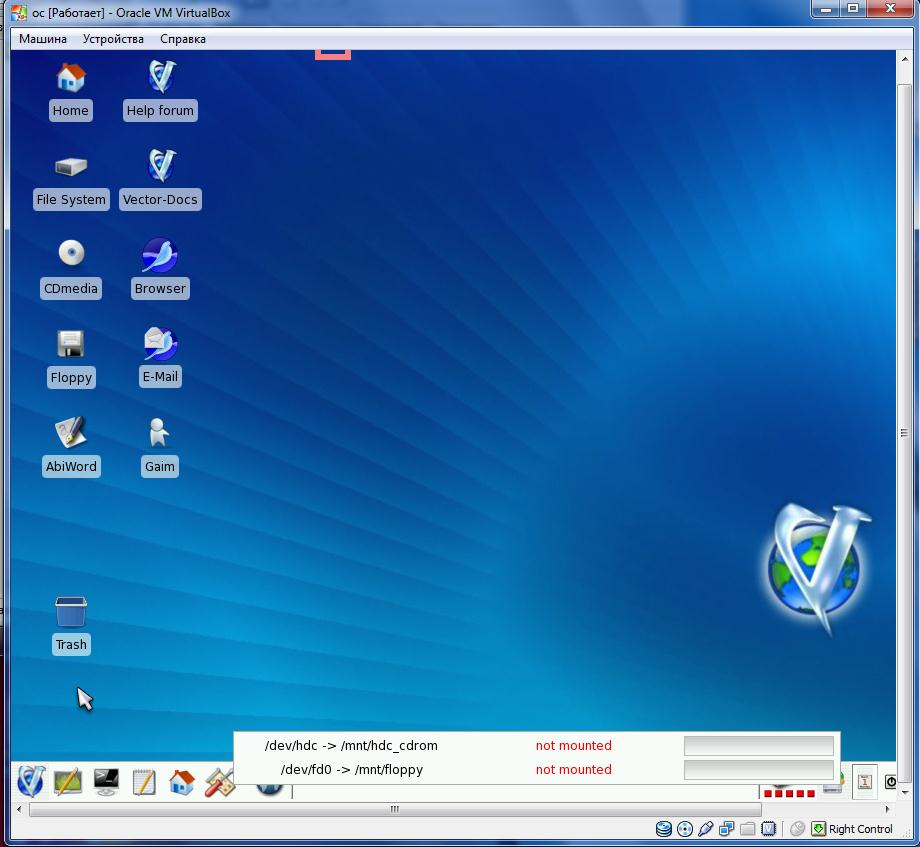 ос [Работает] - Oracle VM VirtualBox
Машина Устройства Справка
Home Help forum
File System Vector-Docs
CDmedia Browser
Floppy E-Mail
AbiWord Gaim
Trash
/dev/hdc -> /mnt/hdc_cdrom not mounted
/dev/fd0 -> /mnt/floppy not mounted
1
Right Control